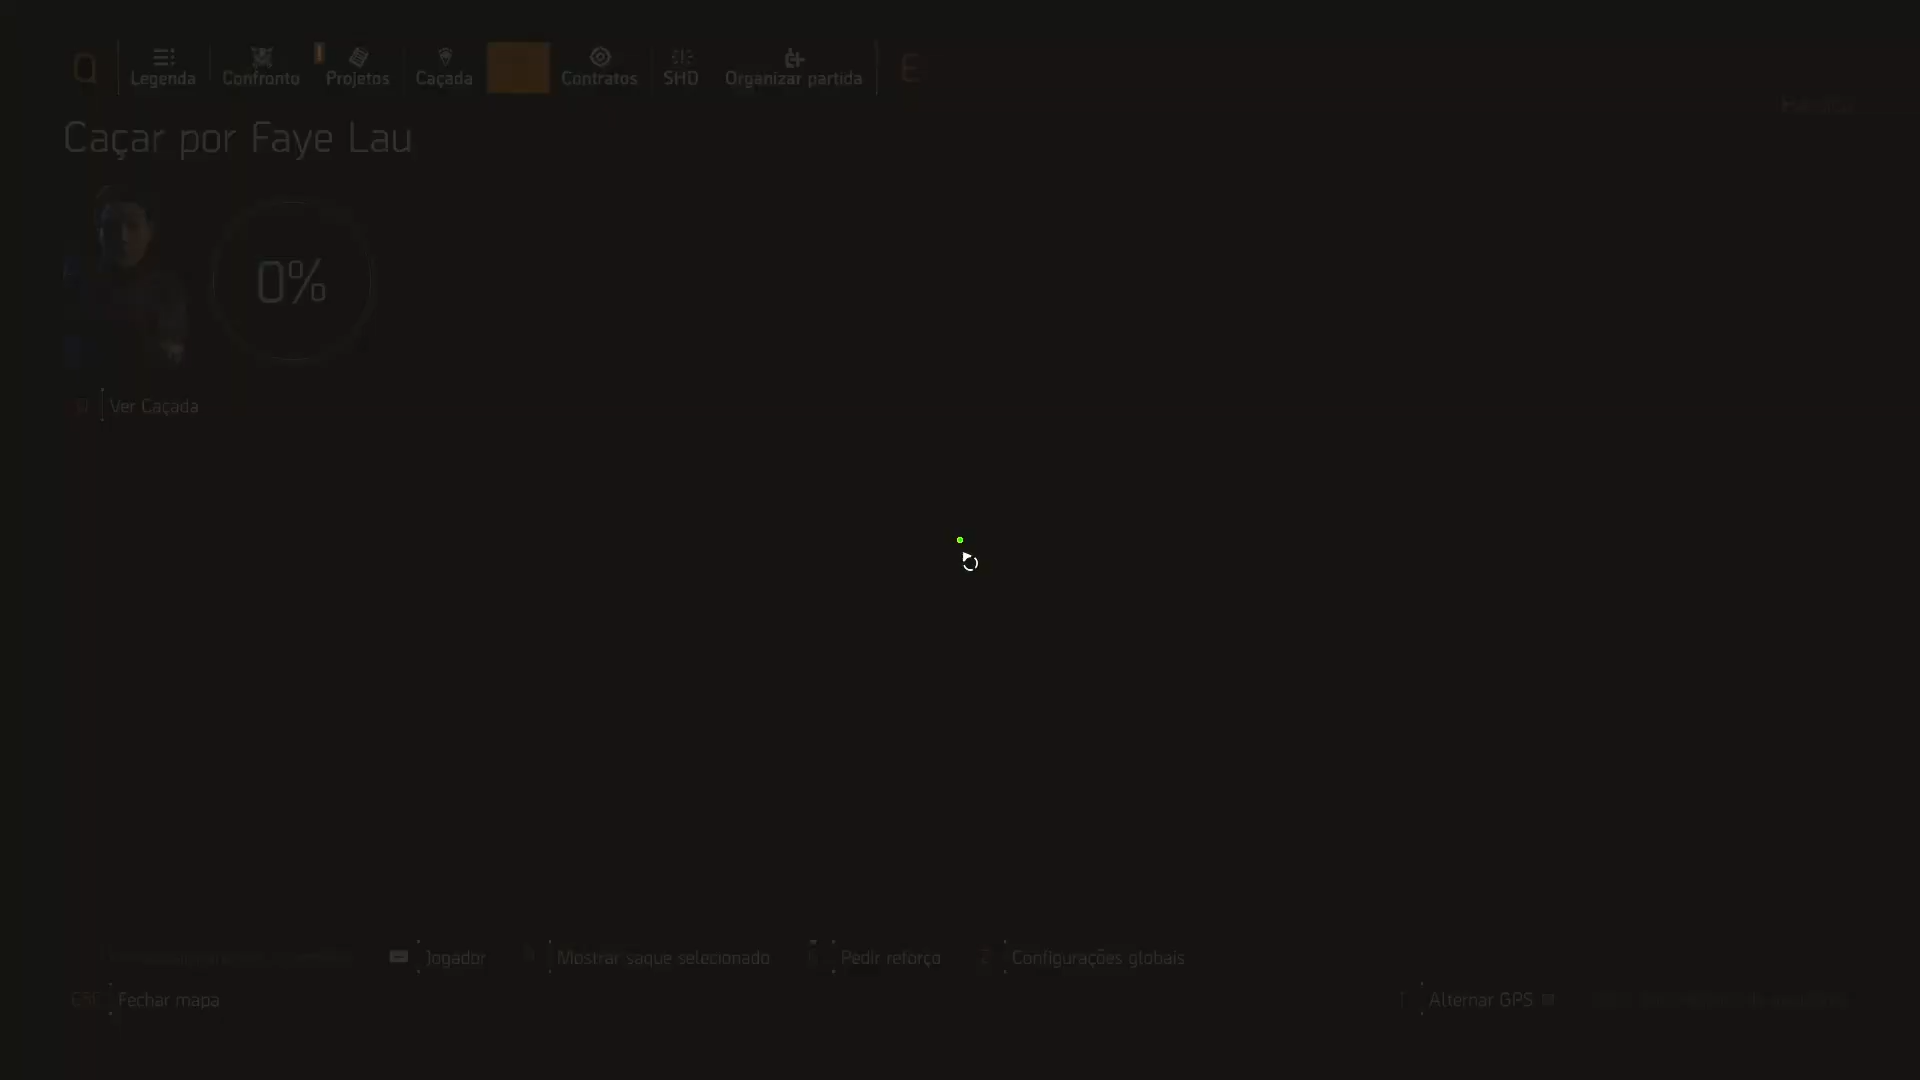 Q Legenda Confronto Projetos Caçada Contratos SHD Organizar partida E
Caçar por Faye Lau
0%
Ver Caçada
Jogador Mostrar saque selecionado Pedir reforço Z Configurações globais
ESC Fechar mapa Alternar GPS